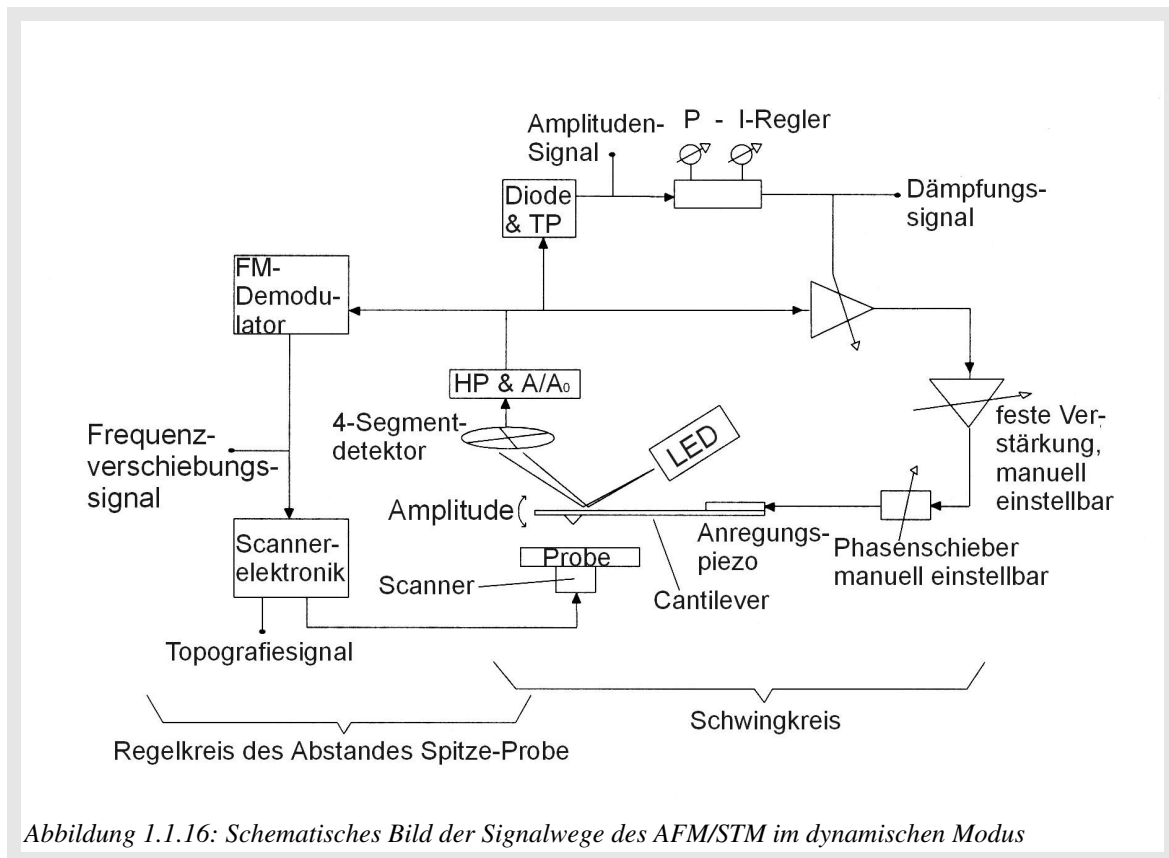 Amplituden-
Signal
P - I-Regler
Diode
& TP
Dämpfungs-
signal
FM-
Demodu-
lator
HP & A/A₀
4-Segment-
detektor
LED
feste Ver-
stärkung,
manuell
einstellbar
Frequenz-
verschiebungs-
signal
Amplitude
Anregungs-
piezo
Phasenschieber
manuell einstellbar
Scanner-
elektronik
Probe
Scanner
Cantilever
Topografiesignal
Schwingkreis
Regelkreis des Abstandes Spitze-Probe
Abbildung 1.1.16: Schematisches Bild der Signalwege des AFM/STM im dynamischen Modus